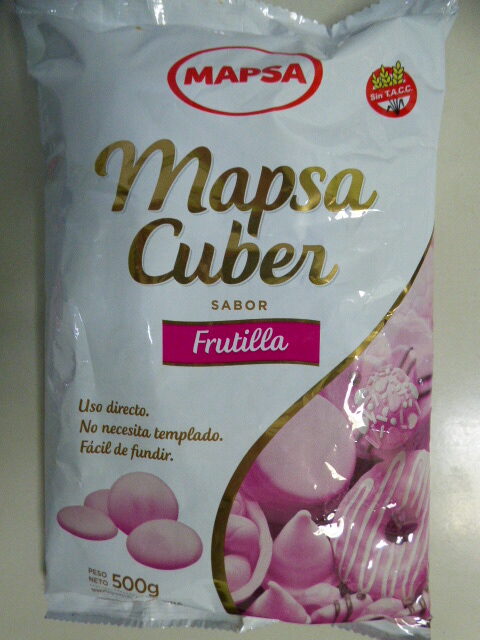 MAPSA
Sin T.A.C.C.
Mapsa
Cuber
SABOR
Frutilla
Uso directo.
No necesita templado.
Fácil de fundir.
PESO
NETO 500g